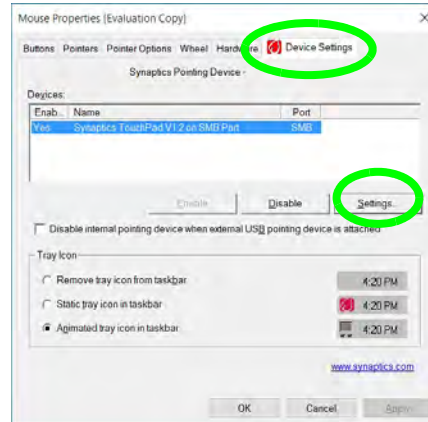 Mouse Properties (Evaluation Copy)
Buttons Pointers Pointer Options Wheel Hardware Device Settings
Synaptics Pointing Device -
Devices:
Enab.. Name Port
Yes Synaptics TouchPad V1.2 on SMB Port SMB
Enable Disable Settings...
Disable internal pointing device when external USB pointing device is attached
Tray Icon
Remove tray icon from taskbar 4:20 PM
Static tray icon in taskbar 4:20 PM
Animated tray icon in taskbar 4:20 PM
www.synaptics.com
OK Cancel Apply